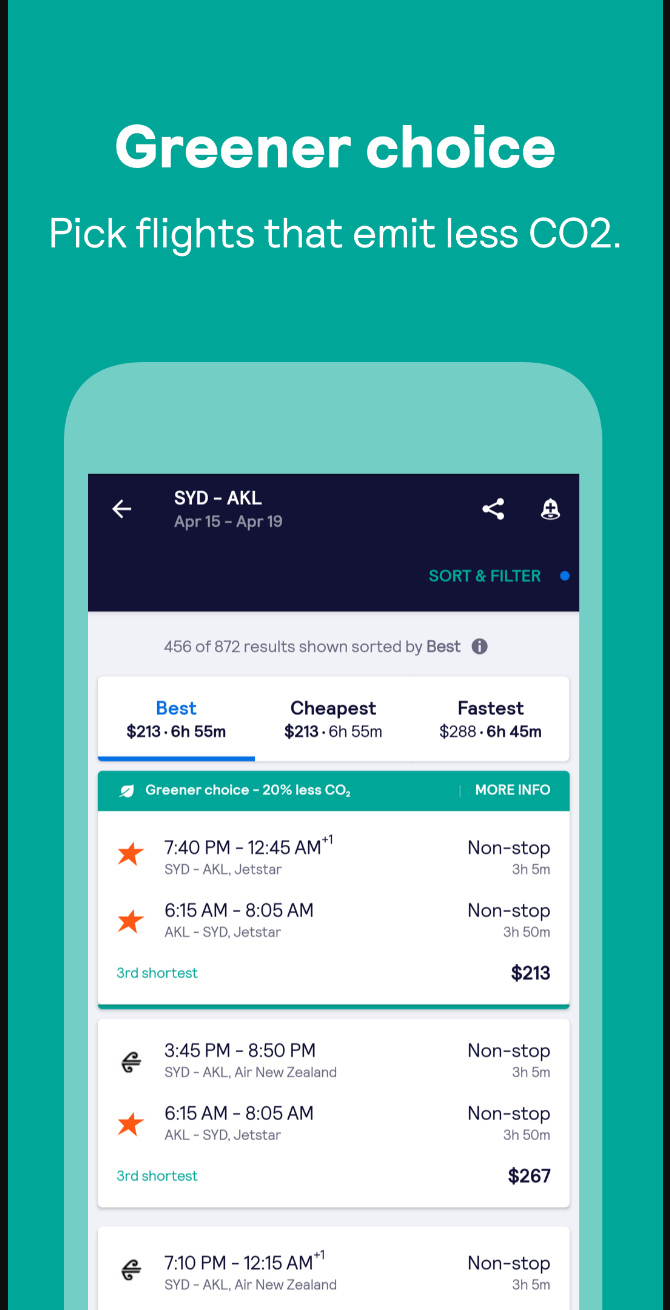 Greener choice
Pick flights that emit less CO2.
SYD – AKL
Apr 15 – Apr 19
SORT & FILTER
456 of 872 results shown sorted by Best
Best Cheapest Fastest
$213 · 6h 55m $213 · 6h 55m $288 · 6h 45m
Greener choice – 20% less CO₂ | MORE INFO
7:40 PM – 12:45 AM+1 Non-stop
SYD – AKL, Jetstar 3h 5m
6:15 AM – 8:05 AM Non-stop
AKL – SYD, Jetstar 3h 50m
3rd shortest $213
3:45 PM – 8:50 PM Non-stop
SYD – AKL, Air New Zealand 3h 5m
6:15 AM – 8:05 AM Non-stop
AKL – SYD, Jetstar 3h 50m
3rd shortest $267
7:10 PM – 12:15 AM+1 Non-stop
SYD – AKL, Air New Zealand 3h 5m